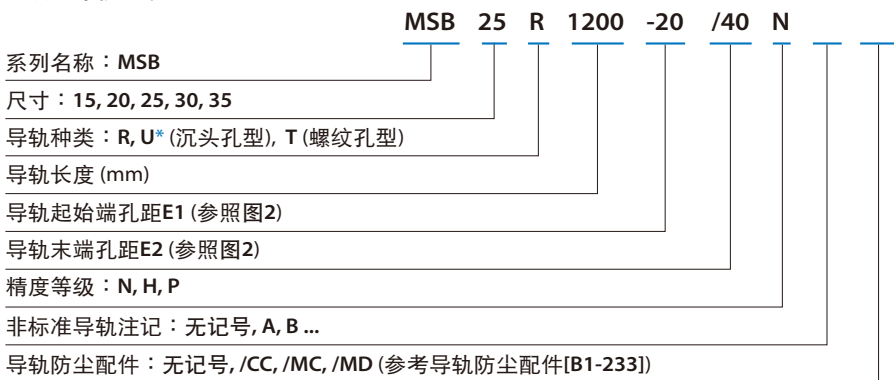 MSB 25 R 1200 -20 /40 N
系列名称：MSB
尺寸：15, 20, 25, 30, 35
导轨种类：R, U* (沉头孔型), T (螺纹孔型)
导轨长度 (mm)
导轨起始端孔距E1 (参照图2)
导轨末端孔距E2 (参照图2)
精度等级：N, H, P
非标准导轨注记：无记号, A, B ...
导轨防尘配件：无记号, /CC, /MC, /MD (参考导轨防尘配件[B1-233])